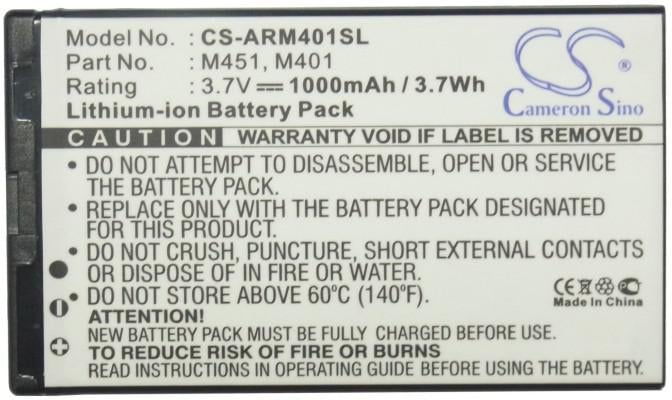 Model No. : CS-ARM401SL
Part No. : M451, M401
Rating : 3.7V 1000mAh / 3.7Wh
Lithium-ion Battery Pack
CS
Cameron Sino
®
CAUTION WARRANTY VOID IF LABEL IS REMOVED
• DO NOT ATTEMPT TO DISASSEMBLE, OPEN OR SERVICE
THE BATTERY PACK.
• REPLACE ONLY WITH THE BATTERY PACK DESIGNATED
FOR THIS PRODUCT.
• DO NOT CRUSH, PUNCTURE, SHORT EXTERNAL CONTACTS
OR DISPOSE OF IN FIRE OR WATER.
• DO NOT STORE ABOVE 60°C (140°F).
CE
Made In China
ATTENTION!
NEW BATTERY PACK MUST BE FULLY CHARGED BEFORE USE.
TO REDUCE RISK OF FIRE OR BURNS
PLEASE READ OPERATING GUIDE BEFORE USING THE BATTERY.